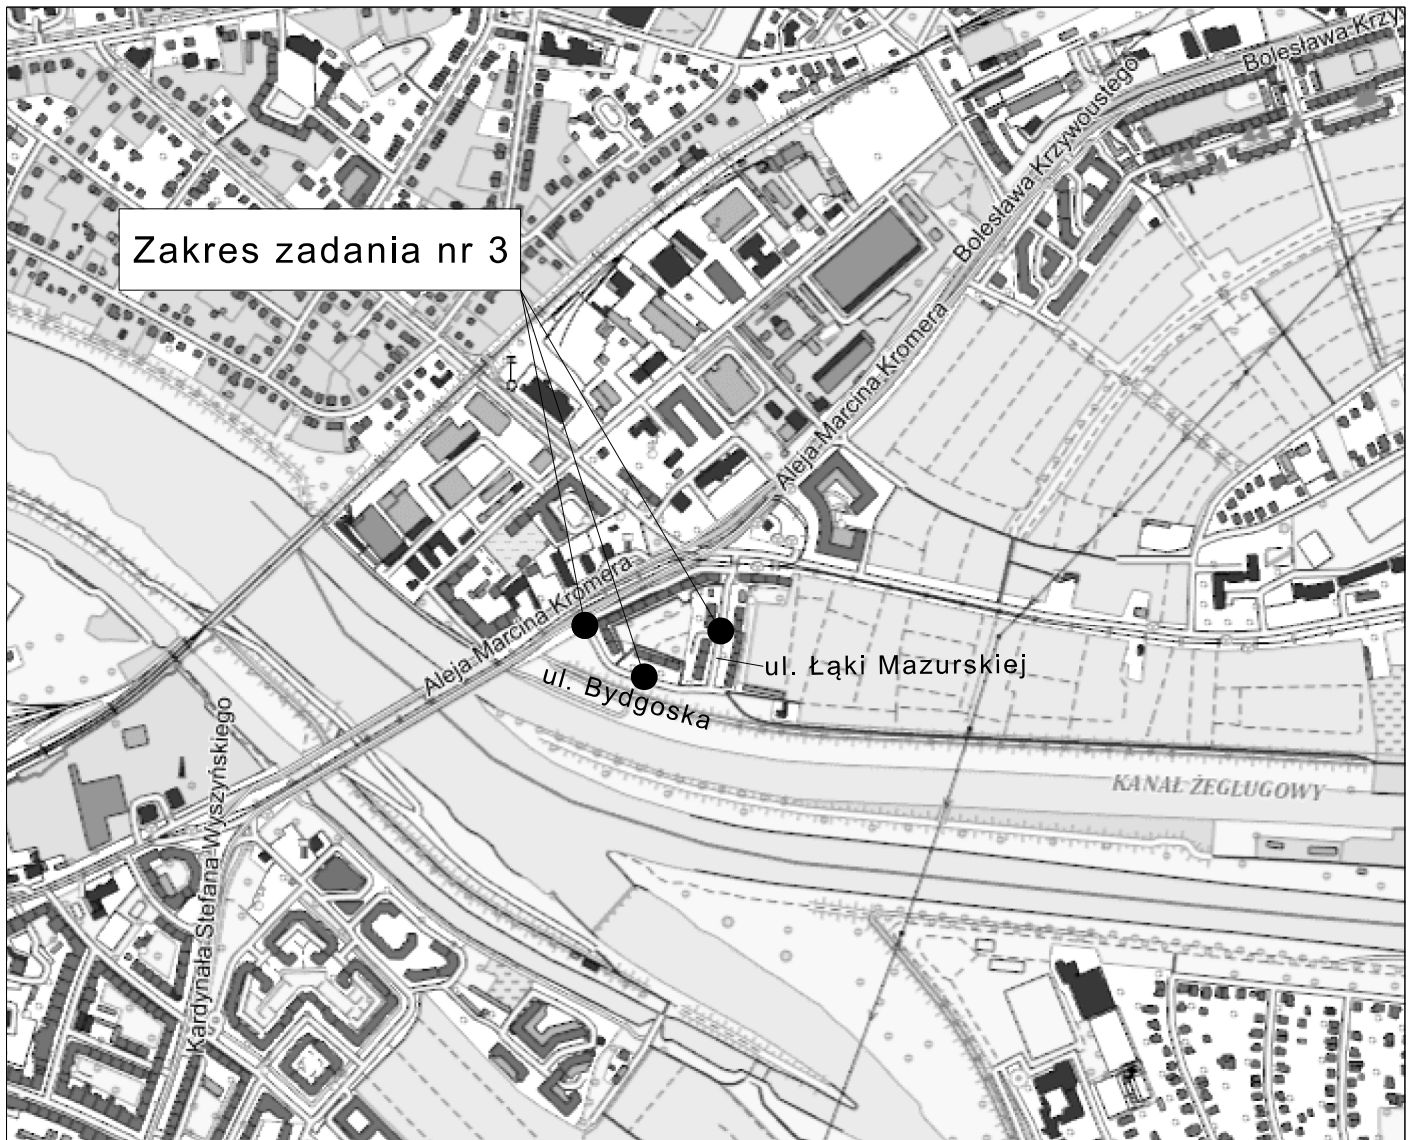 Bolesława Krzy
Bolesława Krzywoustego
Zakres zadania nr 3
Aleja Marcina Kromera
Aleja Marcina Kromera
ul. Łąki Mazurskiej
ul. Bydgoska
Kardynała Stefana Wyszyńskiego
KANAŁ ŻEGLUGOWY